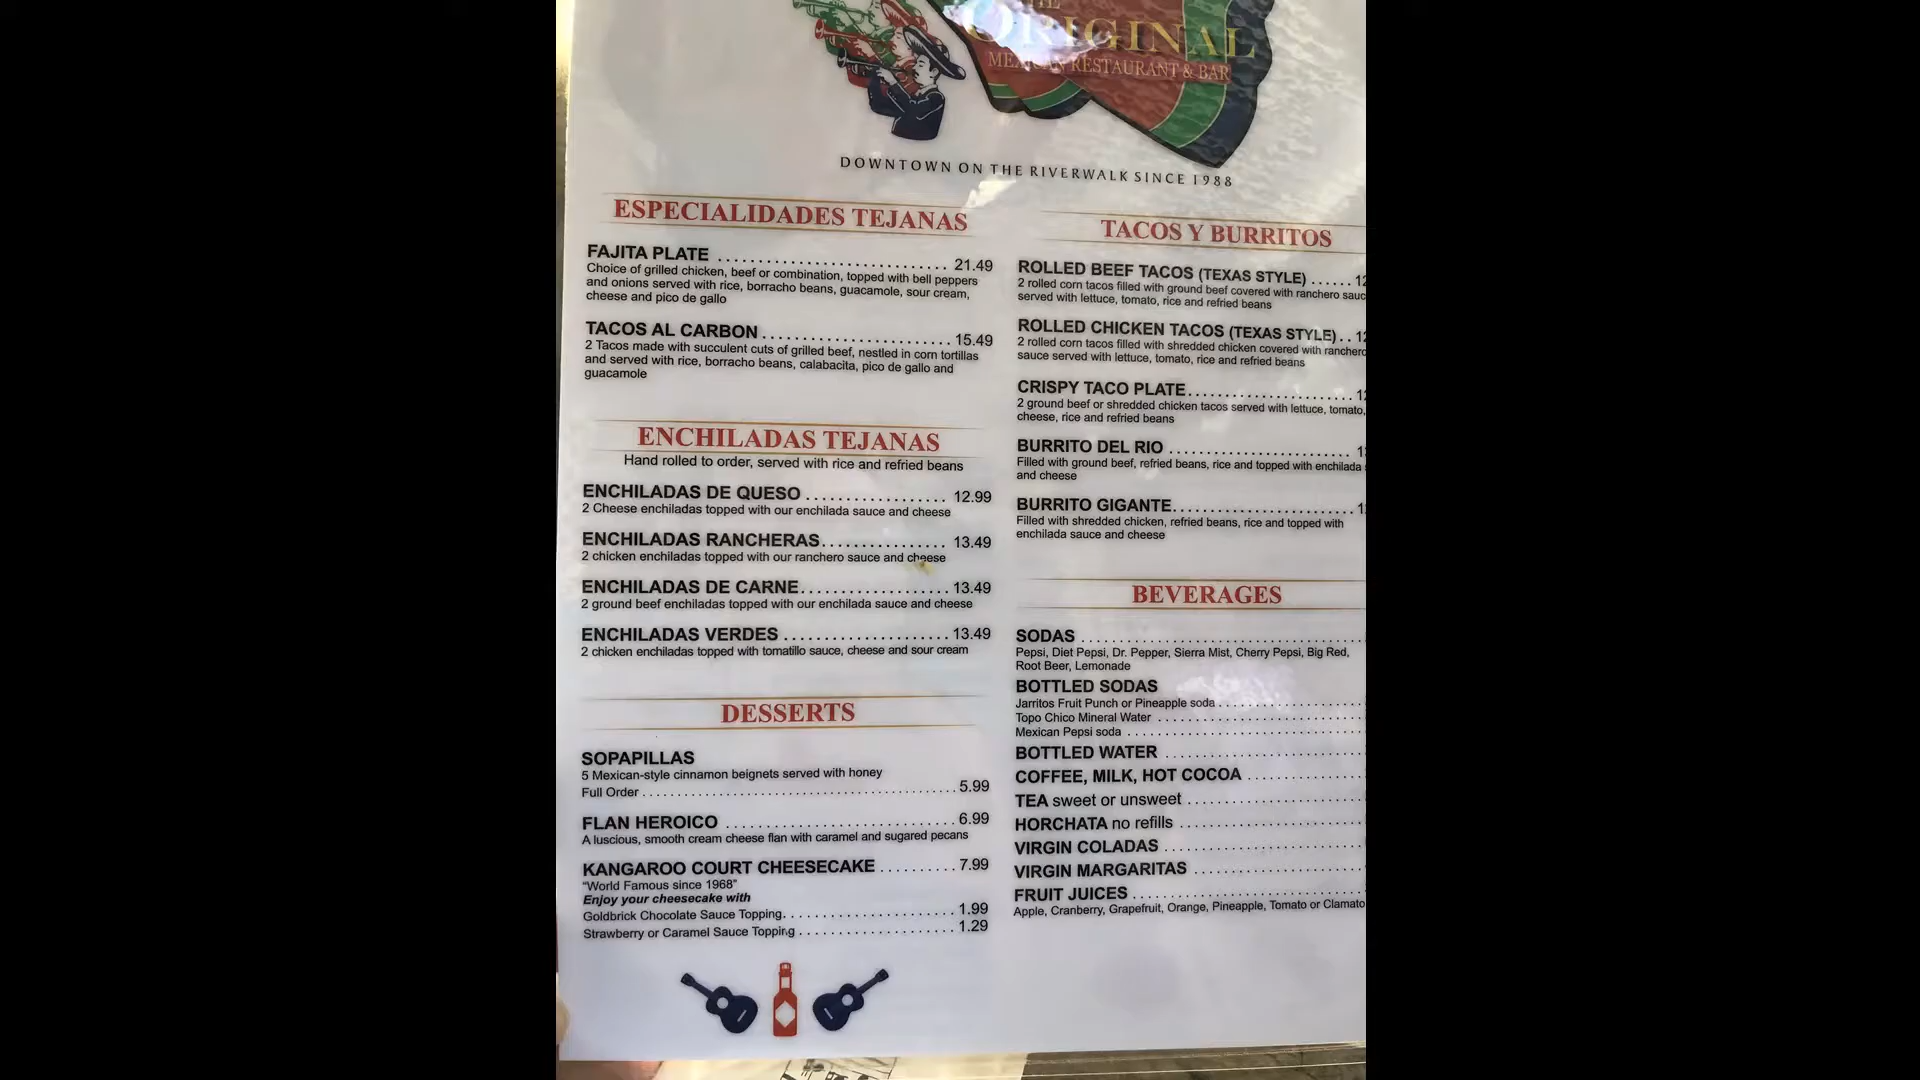 ORIGINAL
MEXICAN RESTAURANT & BAR
DOWNTOWN ON THE RIVERWALK SINCE 1988
ESPECIALIDADES TEJANAS
FAJITA PLATE ........................... 21.49
Choice of grilled chicken, beef or combination, topped with bell peppers
and onions served with rice, borracho beans, guacamole, sour cream,
cheese and pico de gallo
TACOS AL CARBON ...................... 15.49
2 Tacos made with succulent cuts of grilled beef, nestled in corn tortillas
and served with rice, borracho beans, calabacita, pico de gallo and
guacamole
ENCHILADAS TEJANAS
Hand rolled to order, served with rice and refried beans
ENCHILADAS DE QUESO ................. 12.99
2 Cheese enchiladas topped with our enchilada sauce and cheese
ENCHILADAS RANCHERAS ............... 13.49
2 chicken enchiladas topped with our ranchero sauce and cheese
ENCHILADAS DE CARNE .................. 13.49
2 ground beef enchiladas topped with our enchilada sauce and cheese
ENCHILADAS VERDES .................... 13.49
2 chicken enchiladas topped with tomatillo sauce, cheese and sour cream
DESSERTS
SOPAPILLAS
5 Mexican-style cinnamon beignets served with honey
Full Order ........................................... 5.99
FLAN HEROICO ............................ 6.99
A luscious, smooth cream cheese flan with caramel and sugared pecans
KANGAROO COURT CHEESECAKE .......... 7.99
"World Famous since 1968"
Enjoy your cheesecake with
Goldbrick Chocolate Sauce Topping ........................ 1.99
Strawberry or Caramel Sauce Topping ...................... 1.29
TACOS Y BURRITOS
ROLLED BEEF TACOS (TEXAS STYLE) ......
2 rolled corn tacos filled with ground beef covered with ranchero
served with lettuce, tomato, rice and refried beans
ROLLED CHICKEN TACOS (TEXAS STYLE) ..
2 rolled corn tacos filled with shredded chicken covered with ranchero
sauce served with lettuce, tomato, rice and refried beans
CRISPY TACO PLATE ....................
2 ground beef or shredded chicken tacos served with lettuce, tomato,
cheese, rice and refried beans
BURRITO DEL RIO ......................
Filled with ground beef, refried beans, rice and topped with enchilada
and cheese
BURRITO GIGANTE ......................
Filled with shredded chicken, refried beans, rice and topped with
enchilada sauce and cheese
BEVERAGES
SODAS ..................................
Pepsi, Diet Pepsi, Dr. Pepper, Sierra Mist, Cherry Pepsi, Big Red,
Root Beer, Lemonade
BOTTLED SODAS
Jarritos Fruit Punch or Pineapple soda ......................
Topo Chico Mineral Water ..............................
Mexican Pepsi soda ....................................
BOTTLED WATER ........................
COFFEE, MILK, HOT COCOA ..............
TEA sweet or unsweet .....................
HORCHATA no refills ......................
VIRGIN COLADAS ........................
VIRGIN MARGARITAS .....................
FRUIT JUICES ............................
Apple, Cranberry, Grapefruit, Orange, Pineapple, Tomato or Clamato